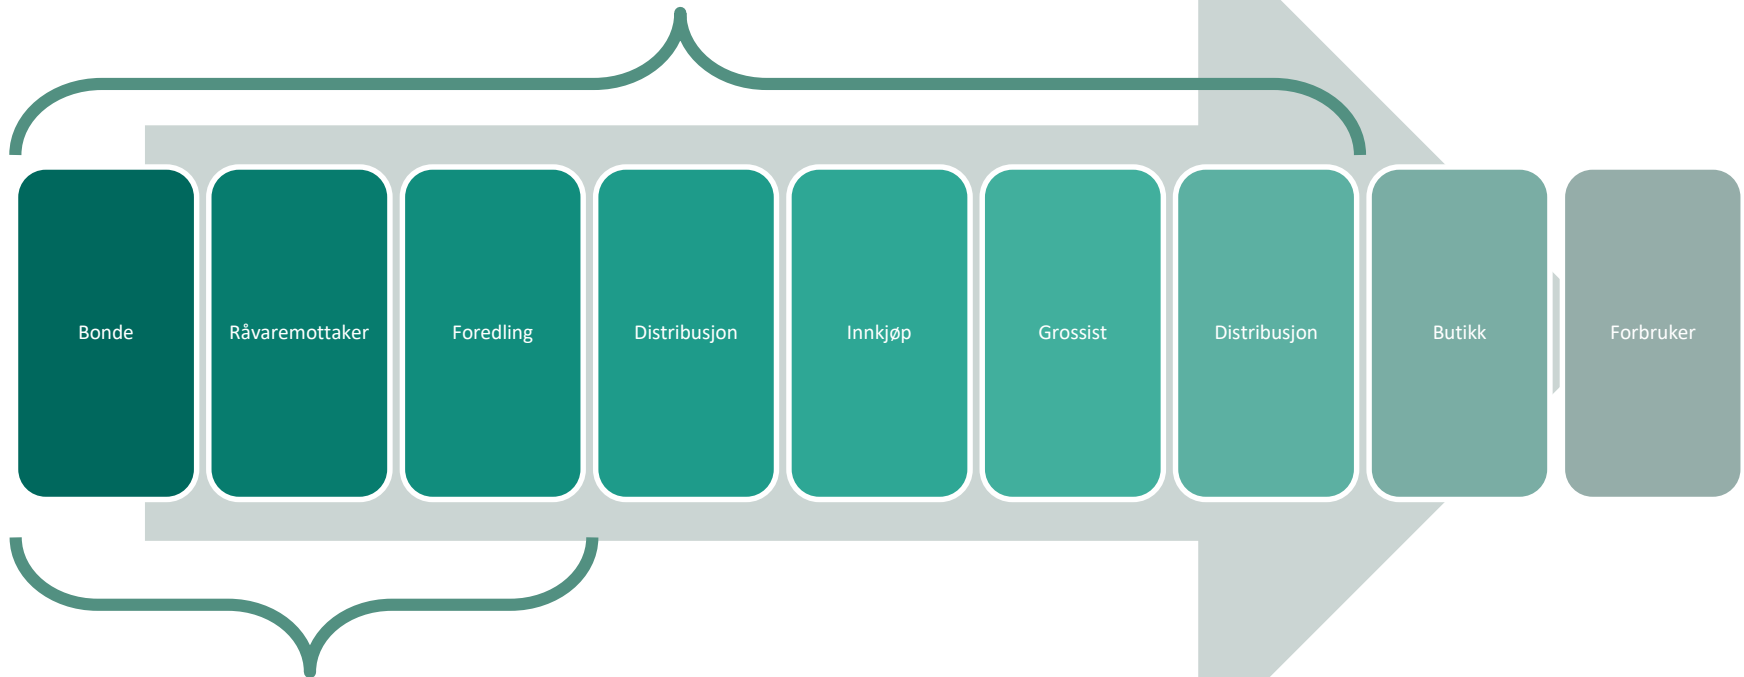 Bonde
Råvaremottaker
Foredling
Distribusjon
Innkjøp
Grossist
Distribusjon
Butikk
Forbruker